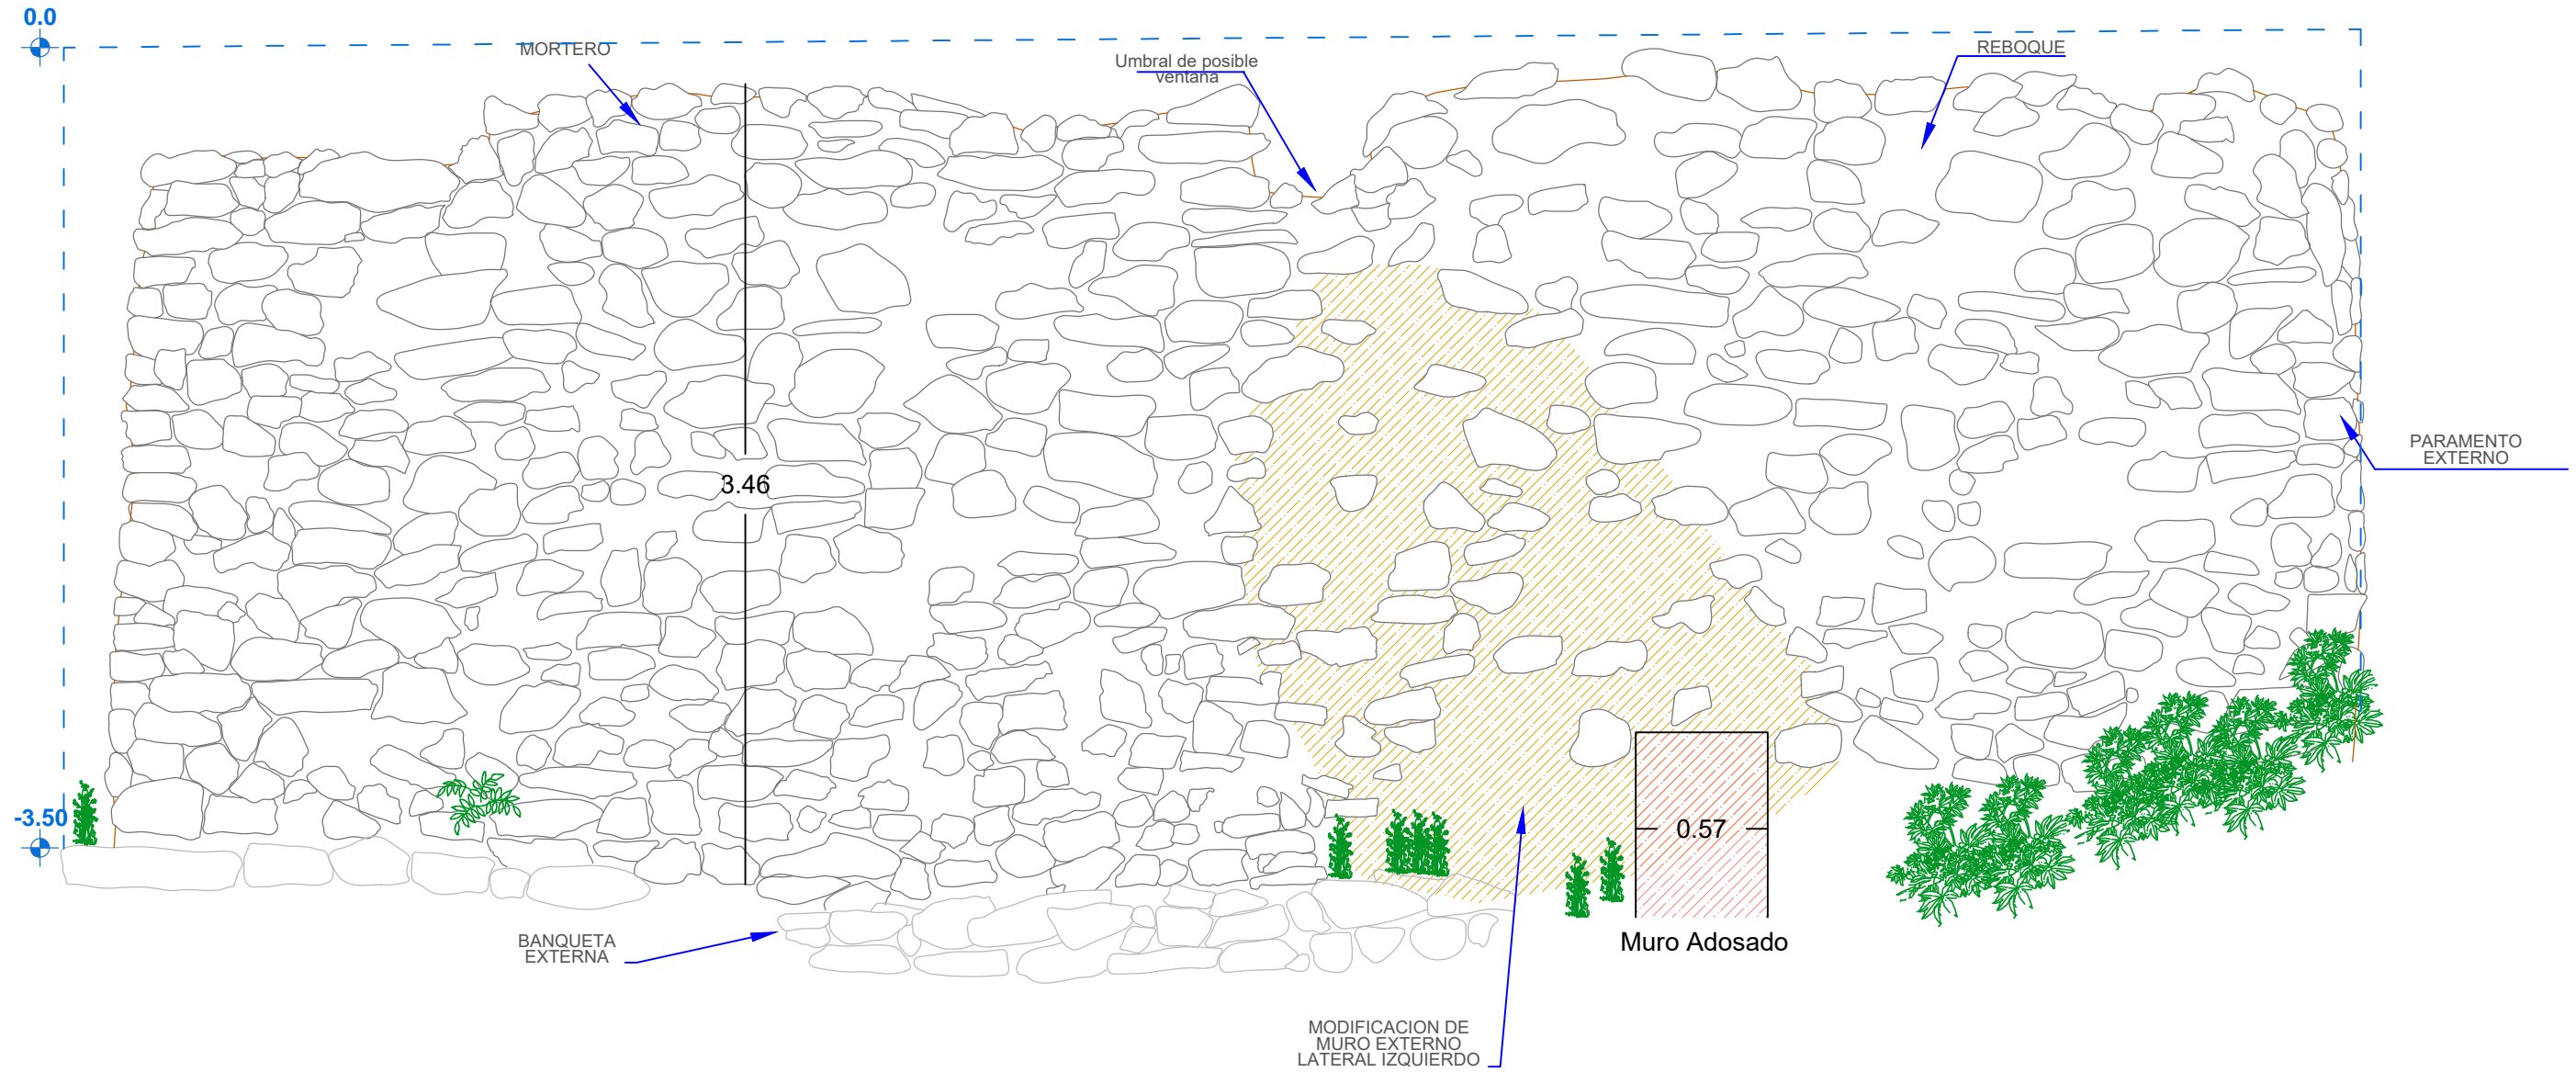 0.0
MORTERO
Umbral de posible
ventana
REBOQUE
PARAMENTO
EXTERNO
3.46
-3.50
0.57
Muro Adosado
BANQUETA
EXTERNA
MODIFICACION DE
MURO EXTERNO
LATERAL IZQUIERDO